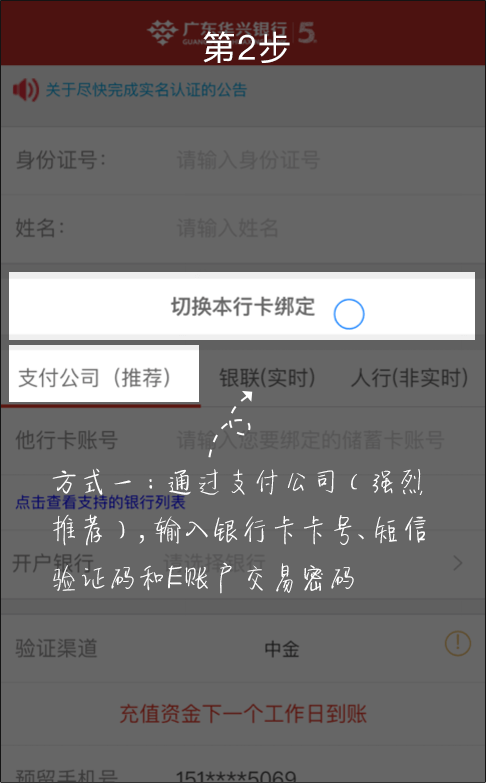 广东华兴银行 5
第2步
关于尽快完成实名认证的公告
身份证号: 请输入身份证号
姓名: 请输入姓名
切换本行卡绑定
支付公司（推荐） 银联(实时) 人行(非实时)
他行卡账号 请输入您要绑定的储蓄卡账号
方式一：通过支付公司（强烈
点击查看支持的银行列表
推荐），输入银行卡卡号、短信
开户银行 请选择银行
验证码和E账户交易密码
验证渠道 中金
充值资金下一个工作日到账
预留手机号 151****5069